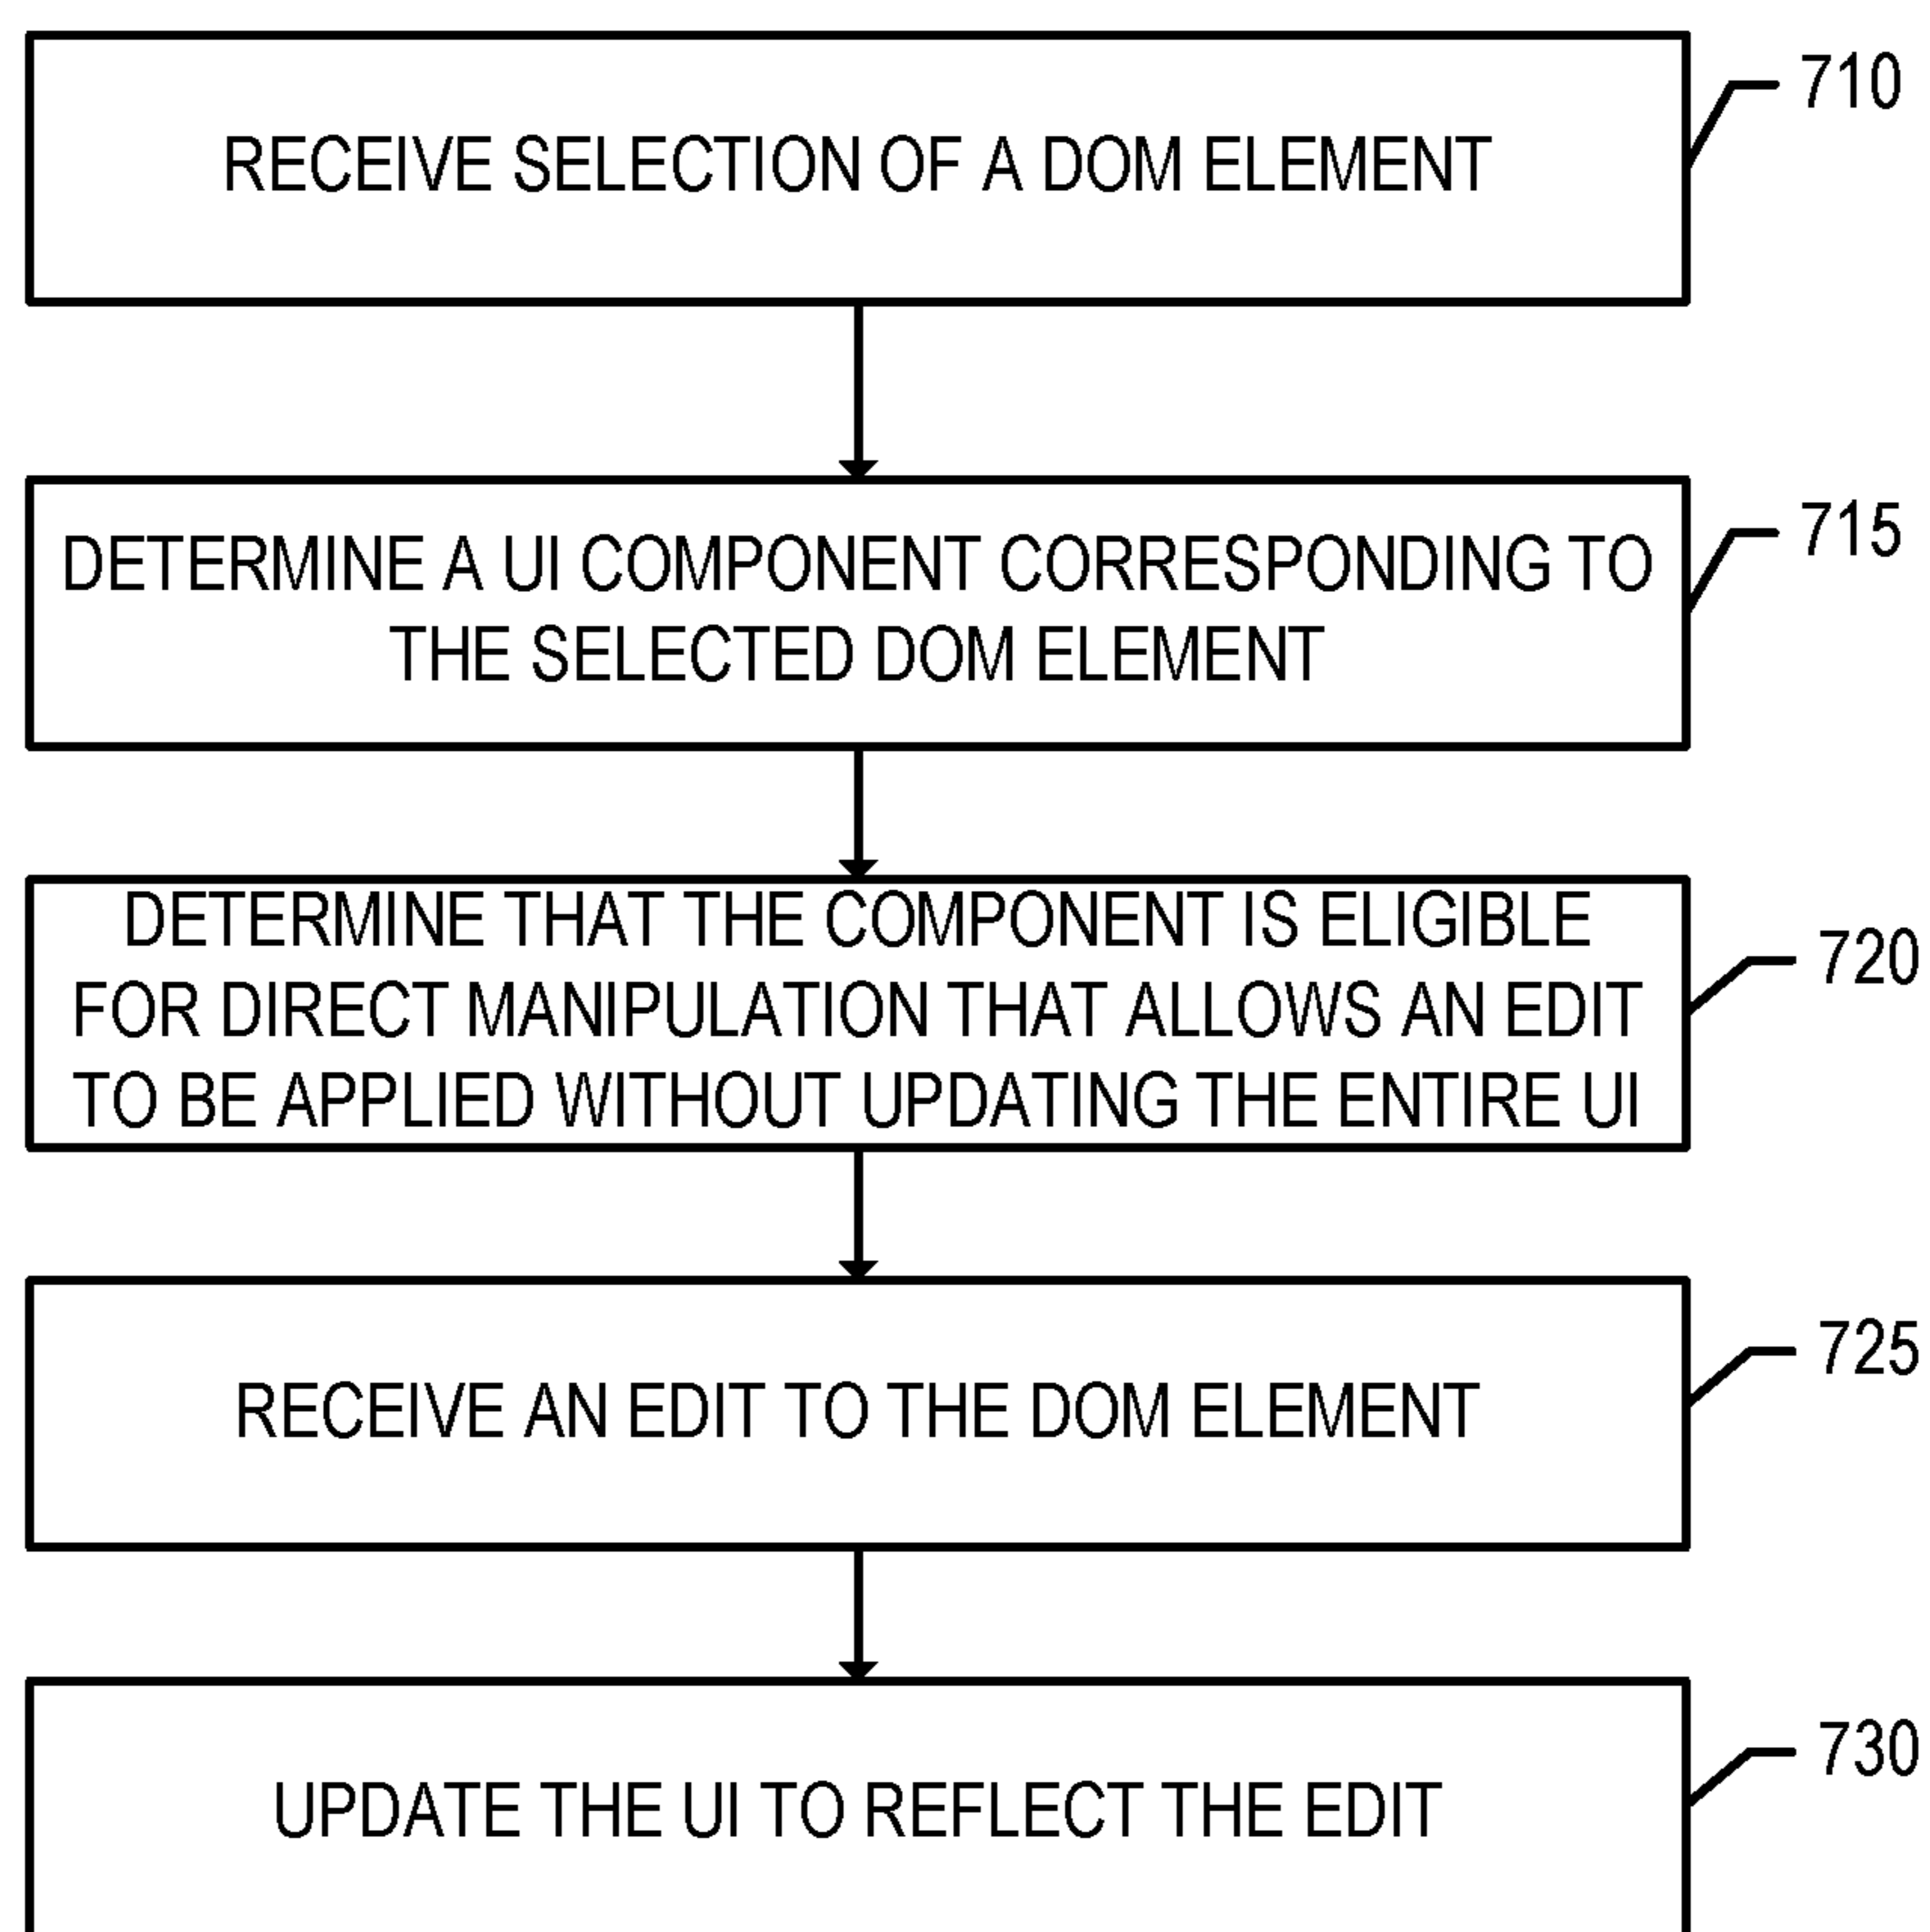 710
RECEIVE SELECTION OF A DOM ELEMENT
715
DETERMINE A UI COMPONENT CORRESPONDING TO
THE SELECTED DOM ELEMENT
720
DETERMINE THAT THE COMPONENT IS ELIGIBLE
FOR DIRECT MANIPULATION THAT ALLOWS AN EDIT
TO BE APPLIED WITHOUT UPDATING THE ENTIRE UI
725
RECEIVE AN EDIT TO THE DOM ELEMENT
730
UPDATE THE UI TO REFLECT THE EDIT